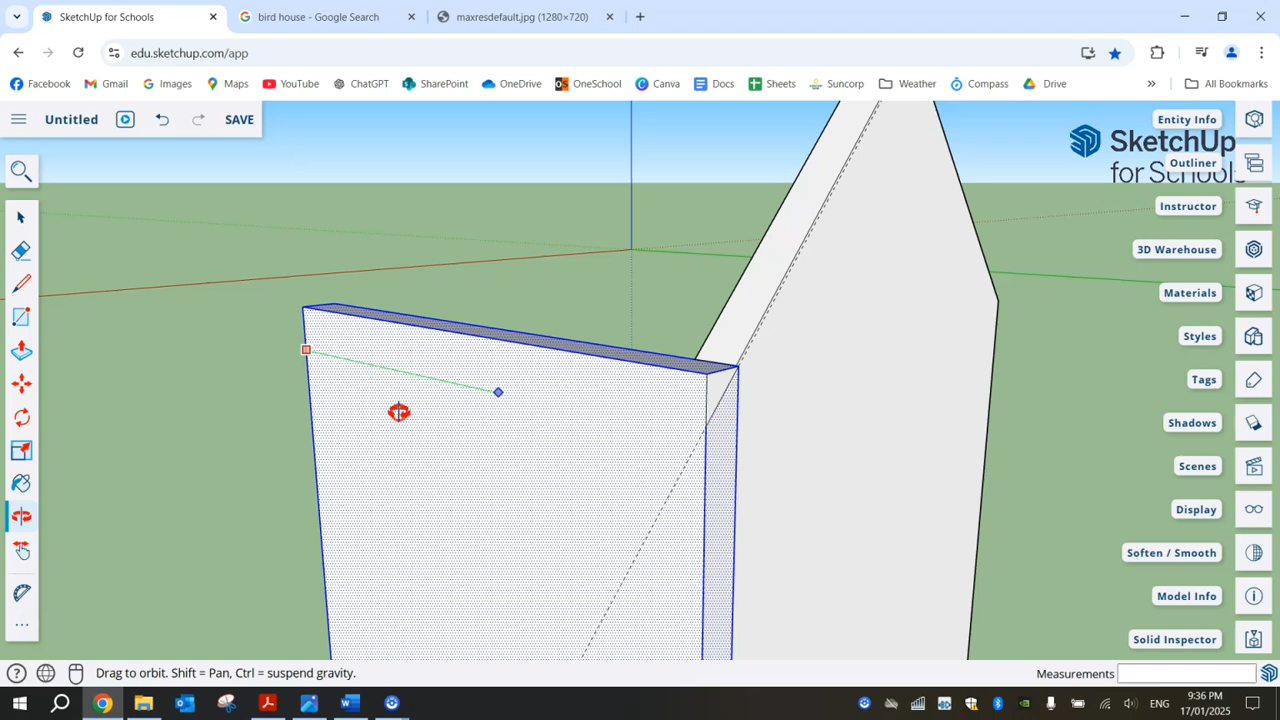 SketchUp for Schools
bird house - Google Search
maxresdefault.jpg (1280×720)
edu.sketchup.com/app
Facebook
Gmail
Images
Maps
YouTube
ChatGPT
SharePoint
OneDrive
OneSchool
Canva
Docs
Sheets
Suncorp
Weather
Compass
Drive
All Bookmarks
Untitled
SAVE
SketchUp
for Schools
Entity Info
Outliner
Instructor
3D Warehouse
Materials
Styles
Tags
Shadows
Scenes
Display
Soften / Smooth
Model Info
Solid Inspector
Drag to orbit. Shift = Pan, Ctrl = suspend gravity.
Measurements
ENG
9:36 PM
17/01/2025